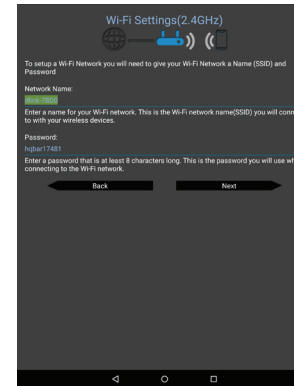 Wi-Fi Settings(2.4GHz)
To setup a Wi-Fi Network you will need to give your Wi-Fi Network a Name (SSID) and
Password
Network Name:
dlink-7B00
Enter a name for your Wi-Fi network. This is the Wi-Fi network name(SSID) you will conn
to with your wireless devices.
Password:
hqbar17481
Enter a password that is at least 8 characters long. This is the password you will use wh
connecting to the Wi-Fi network.
Back
Next